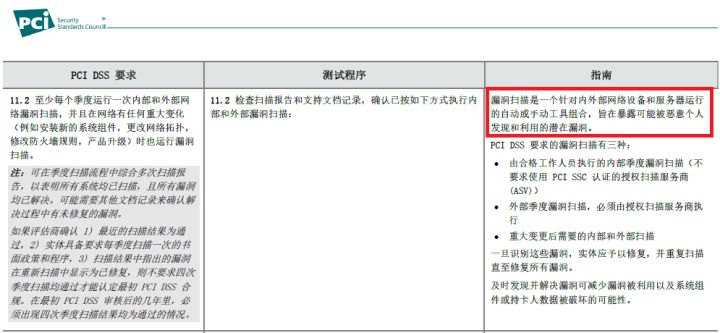 PCI Security
Standards Council
PCI DSS 要求
测试程序
指南
11.2 至少每个季度运行一次内部和外部网
络漏洞扫描，并且在网络有任何重大变化
（例如安装新的系统组件，更改网络拓扑，
修改防火墙规则，产品升级）时也运行漏洞
扫描。
注：可在季度扫描流程中综合多次扫描报
告，以表明所有系统均已扫描，且所有漏洞
均已解决。可能需要其他文档记录来确认解
决过程中有未修复的漏洞。
如果评估商确认 1) 最近的扫描结果为通
过，2) 实体具备要求每季度扫描一次的书
面政策和程序，3) 扫描结果中指出的漏洞
在重新扫描中显示为已修复，则不要求四次
季度扫描均通过才能认定最初 PCI DSS 合
规。在最初 PCI DSS 审核后的几年里，必
须出现四次季度扫描结果均为通过的情况。
11.2 检查扫描报告和支持文档记录，确认已按如下方式执行内
部和外部漏洞扫描：
漏洞扫描是一个针对内外部网络设备和服务器运行
的自动或手动工具组合，旨在暴露可能被恶意个人
发现和利用的潜在漏洞。
PCI DSS 要求的漏洞扫描有三种：
• 由合格工作人员执行的内部季度漏洞扫描（不
要求使用 PCI SSC 认证的授权扫描服务商
(ASV)）
• 外部季度漏洞扫描，必须由授权扫描服务商执
行
• 重大变更后需要的内部和外部扫描
一旦识别这些漏洞，实体应予以修复，并重复扫描
直至修复所有漏洞。
及时发现并解决漏洞可减少漏洞被利用以及系统组
件或持卡人数据被破坏的可能性。